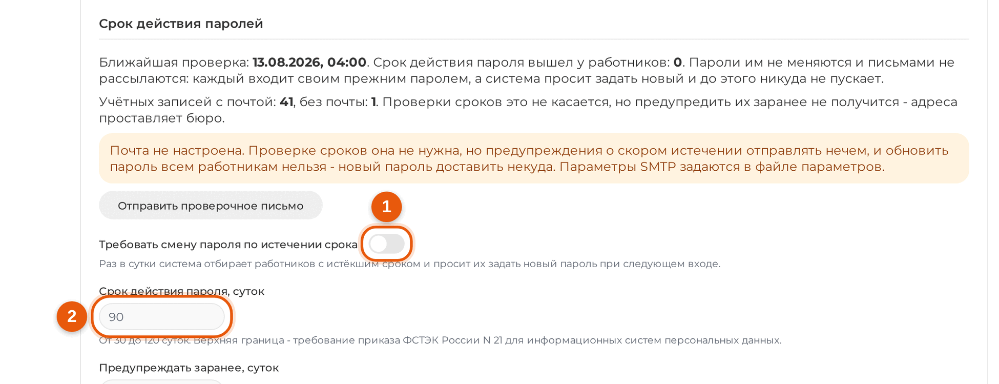 Срок действия паролей
Ближайшая проверка: 13.08.2026, 04:00. Срок действия пароля вышел у работников: 0. Пароли им не меняются и письмами не
рассылаются: каждый входит своим прежним паролем, а система просит задать новый и до этого никуда не пускает.
Учётных записей с почтой: 41, без почты: 1. Проверки сроков это не касается, но предупредить их заранее не получится - адреса
проставляет бюро.
Почта не настроена. Проверке сроков она не нужна, но предупреждения о скором истечении отправлять нечем, и обновить
пароль всем работникам нельзя - новый пароль доставить некуда. Параметры SMTP задаются в файле параметров.
Отправить проверочное письмо
1
Требовать смену пароля по истечении срока
Раз в сутки система отбирает работников с истёкшим сроком и просит их задать новый пароль при следующем входе.
Срок действия пароля, суток
2
90
От 30 до 120 суток. Верхняя граница - требование приказа ФСТЭК России N 21 для информационных систем персональных данных.
Предупреждать заранее, суток